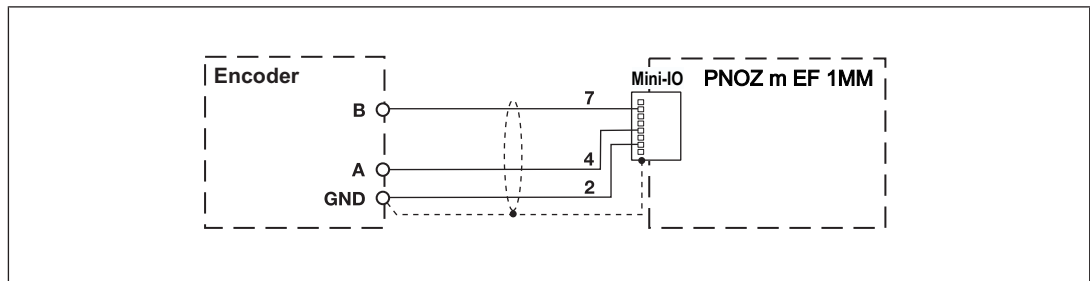 Encoder
Mini-IO
PNOZ m EF 1MM
B
7
A
4
GND
2